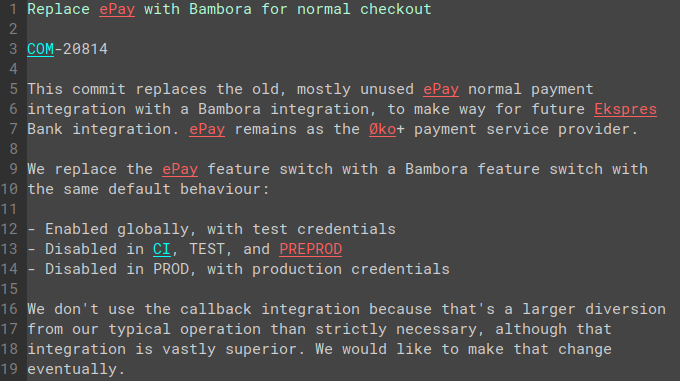 1 Replace ePay with Bambora for normal checkout
2
3 COM-20814
4
5 This commit replaces the old, mostly unused ePay normal payment
6 integration with a Bambora integration, to make way for future Ekspres
7 Bank integration. ePay remains as the Øko+ payment service provider.
8
9 We replace the ePay feature switch with a Bambora feature switch with
10 the same default behaviour:
11
12 - Enabled globally, with test credentials
13 - Disabled in CI, TEST, and PREPROD
14 - Disabled in PROD, with production credentials
15
16 We don't use the callback integration because that's a larger diversion
17 from our typical operation than strictly necessary, although that
18 integration is vastly superior. We would like to make that change
19 eventually.